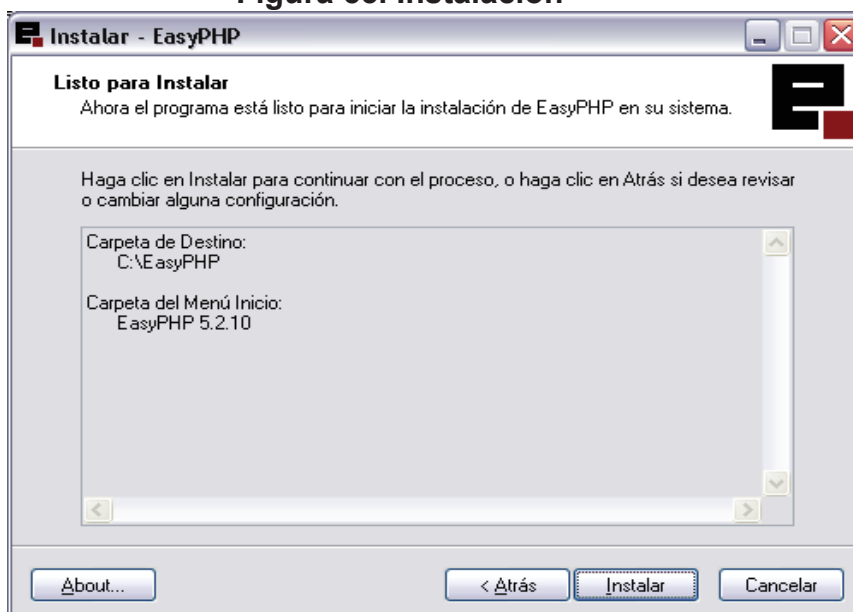 Instalar - EasyPHP
Listo para Instalar
Ahora el programa está listo para iniciar la instalación de EasyPHP en su sistema.
Haga clic en Instalar para continuar con el proceso, o haga clic en Atrás si desea revisar
o cambiar alguna configuración.
Carpeta de Destino:
C:\EasyPHP
Carpeta del Menú Inicio:
EasyPHP 5.2.10
About...
< Atrás
Instalar
Cancelar